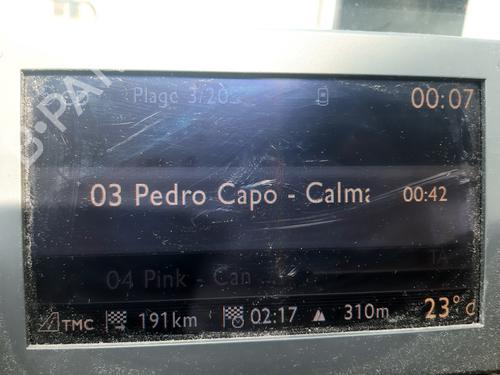 Plage 3/20
00:07
03 Pedro Capo - Calma
00:42
TA
04 Pink - Can
TMC 191km 02:17 310m 23°c